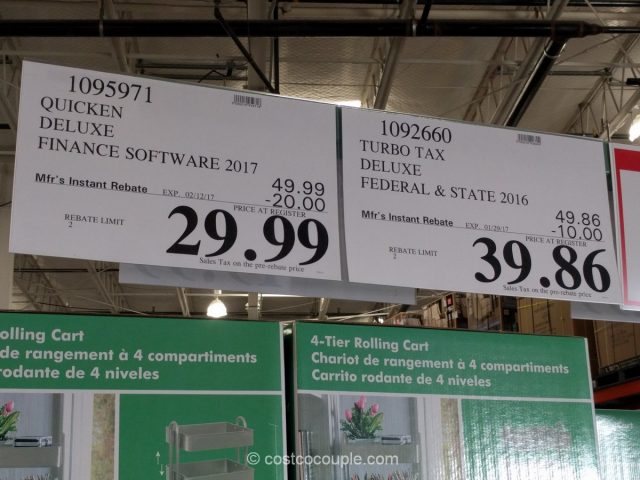 1095971
QUICKEN
DELUXE
FINANCE SOFTWARE 2017
Mfr's Instant Rebate EXP. 02/12/17
49.99
-20.00
PRICE AT REGISTER
REBATE LIMIT
2
29.99
Sales Tax on the pre-rebate price
1092660
TURBO TAX
DELUXE
FEDERAL & STATE 2016
Mfr's Instant Rebate EXP. 01/29/17
49.86
-10.00
PRICE AT REGISTER
REBATE LIMIT
2
39.86
Sales Tax on the pre-rebate price
olling Cart
de rangement à 4 compartiments
rodante de 4 niveles
4-Tier Rolling Cart
Chariot de rangement à 4 compartiments
Carrito rodante de 4 niveles
© costcocouple.com